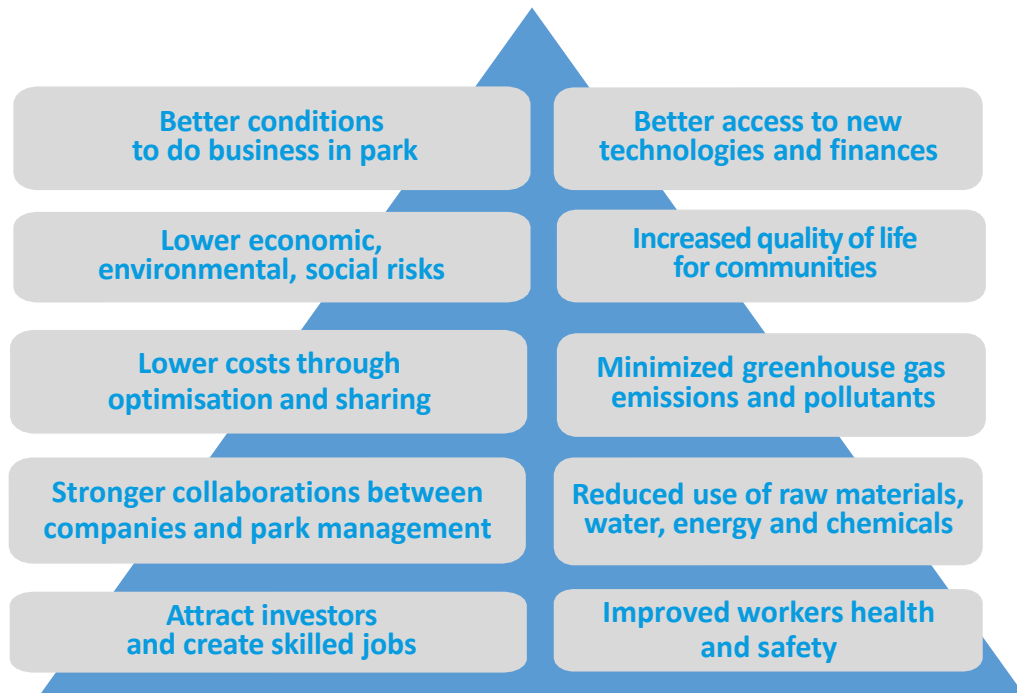 Better conditions
to do business in park
Better access to new
technologies and finances
Lower economic,
environmental, social risks
Increased quality of life
for communities
Lower costs through
optimisation and sharing
Minimized greenhouse gas
emissions and pollutants
Stronger collaborations between
companies and park management
Reduced use of raw materials,
water, energy and chemicals
Attract investors
and create skilled jobs
Improved workers health
and safety